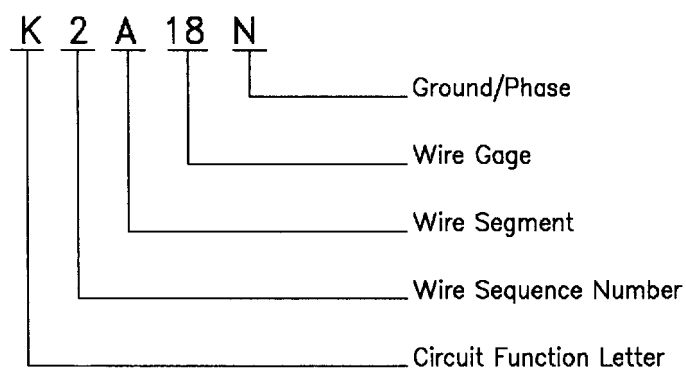 K 2 A 18 N
Ground/Phase
Wire Gage
Wire Segment
Wire Sequence Number
Circuit Function Letter